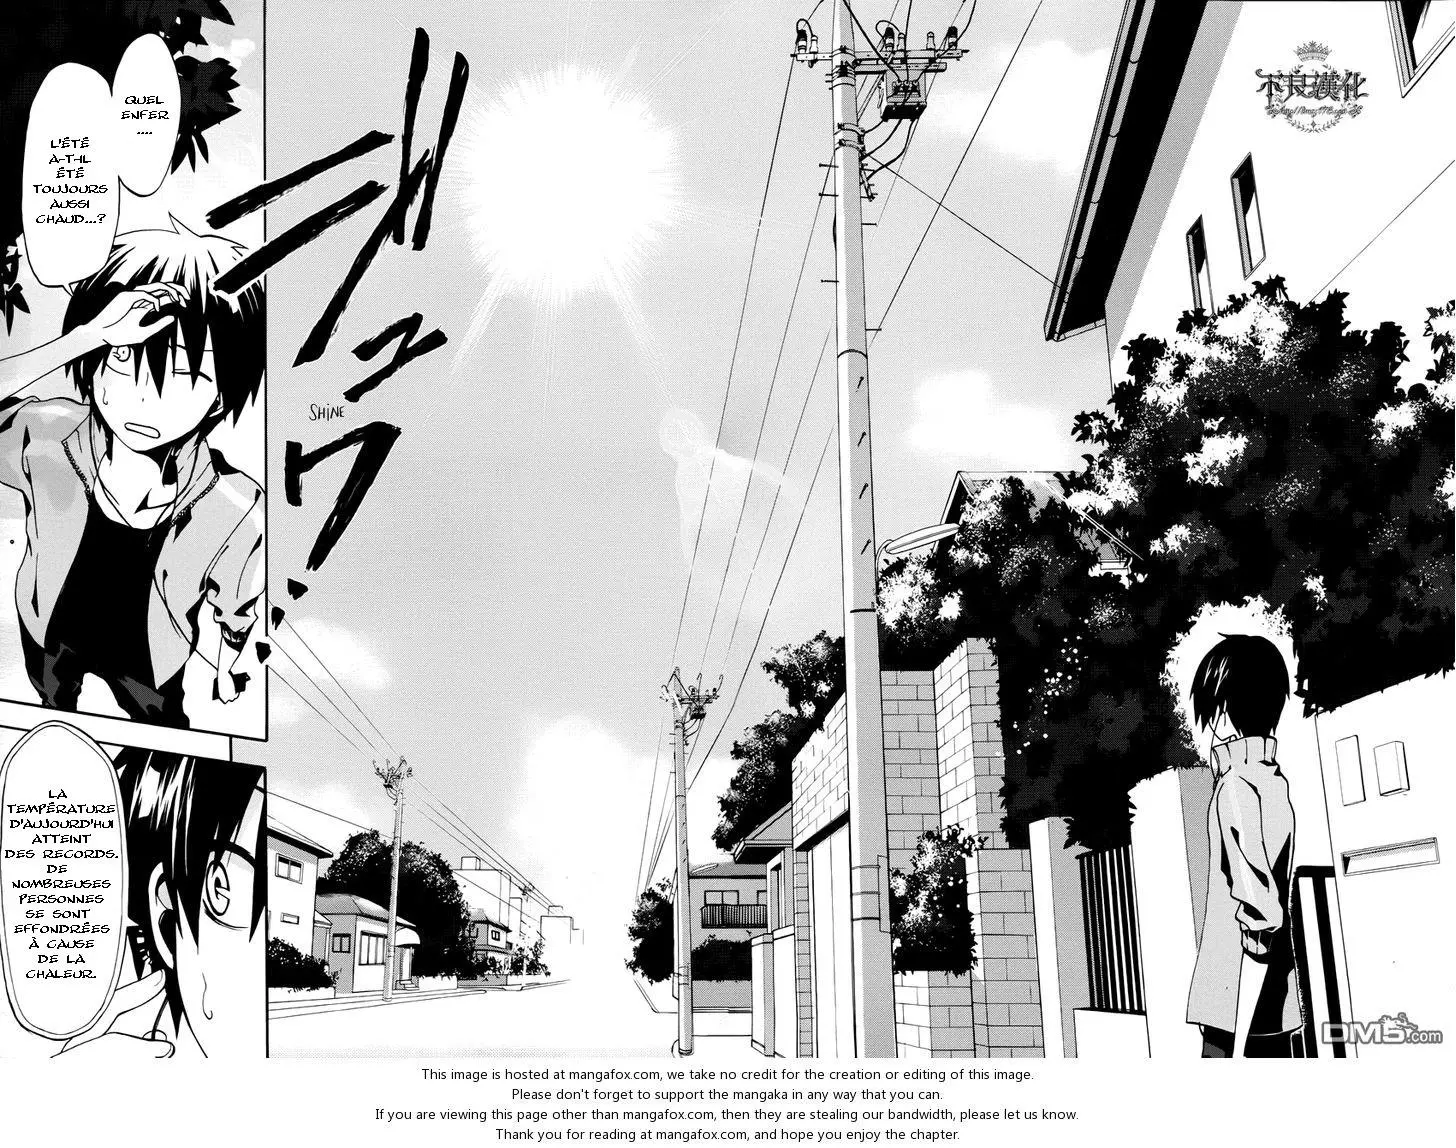 QUEL
ENFER
....
L'ÉTÉ
A-T-IL
ÉTÉ
TOUJOURS
AUSSI
CHAUD...?
SHINE
LA
TEMPÉRATURE
D'AUJOURD'HUI
ATTEINT
DES RECORDS.
DE
NOMBREUSES
PERSONNES
SE SONT
EFFONDRÉES
À CAUSE
DE LA
CHALEUR.
不良漢化
DM5.com
This image is hosted at mangafox.com, we take no credit for the creation or editing of this image.
Please don't forget to support the mangaka in any way that you can.
If you are viewing this page other than mangafox.com, then they are stealing our bandwidth, please let us know.
Thank you for reading at mangafox.com, and hope you enjoy the chapter.